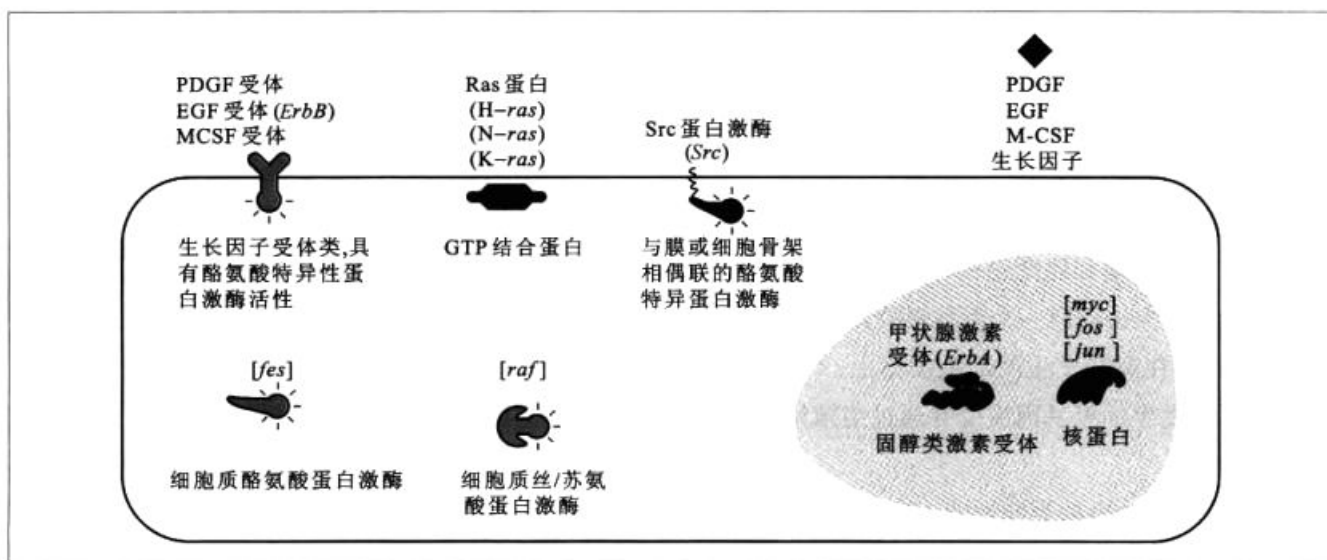 PDGF 受体
EGF 受体(ErbB)
MCSF 受体
生长因子受体类,具
有酪氨酸特异性蛋
白激酶活性
Ras 蛋白
(H-ras)
(N-ras)
(K-ras)
GTP 结合蛋白
Src 蛋白激酶
(Src)
与膜或细胞骨架
相偶联的酪氨酸
特异蛋白激酶
PDGF
EGF
M-CSF
生长因子
[fes]
细胞质酪氨酸蛋白激酶
[raf]
细胞质丝/苏氨
酸蛋白激酶
甲状腺激素
受体(ErbA)
固醇类激素受体
[myc]
[fos]
[jun]
核蛋白